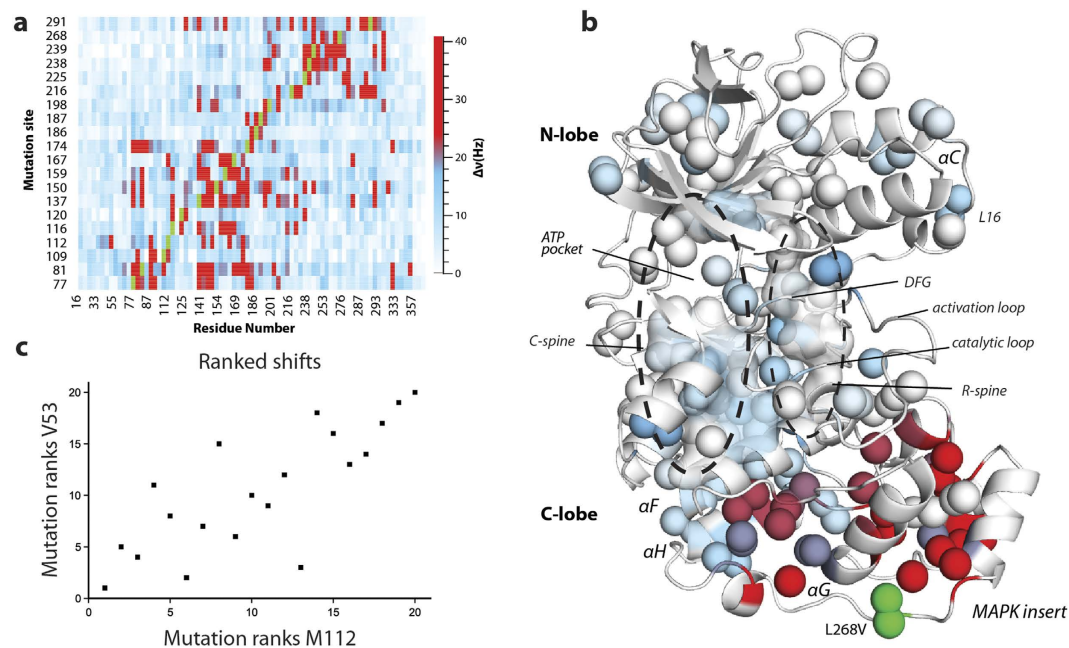 a
291
268
239
238
225
216
198
187
186
174
167
159
150
137
120
116
112
109
81
77
Mutation site
16 33 55 77 87 112 125 141 154 169 186 201 216 238 253 276 293 333 357
Residue Number
40
30
20
10
0
Δν(Hz)
b
N-lobe
αC
L16
ATP
pocket
DFG
activation loop
C-spine
catalytic loop
R-spine
αF
C-lobe
αH
αG
MAPK insert
L268V
c
Ranked shifts
20
15
10
5
0
Mutation ranks V53
0 5 10 15 20
Mutation ranks M112